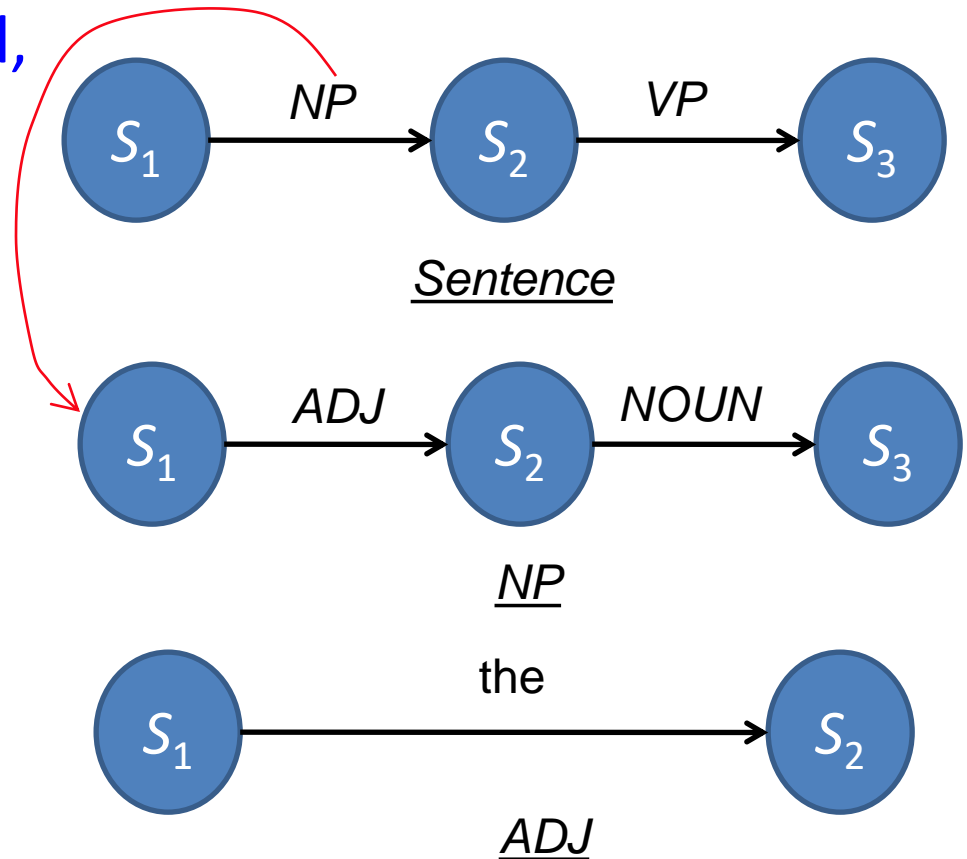 NP VP
S1 S2 S3
Sentence
ADJ NOUN
S1 S2 S3
NP
the
S1 S2
ADJ